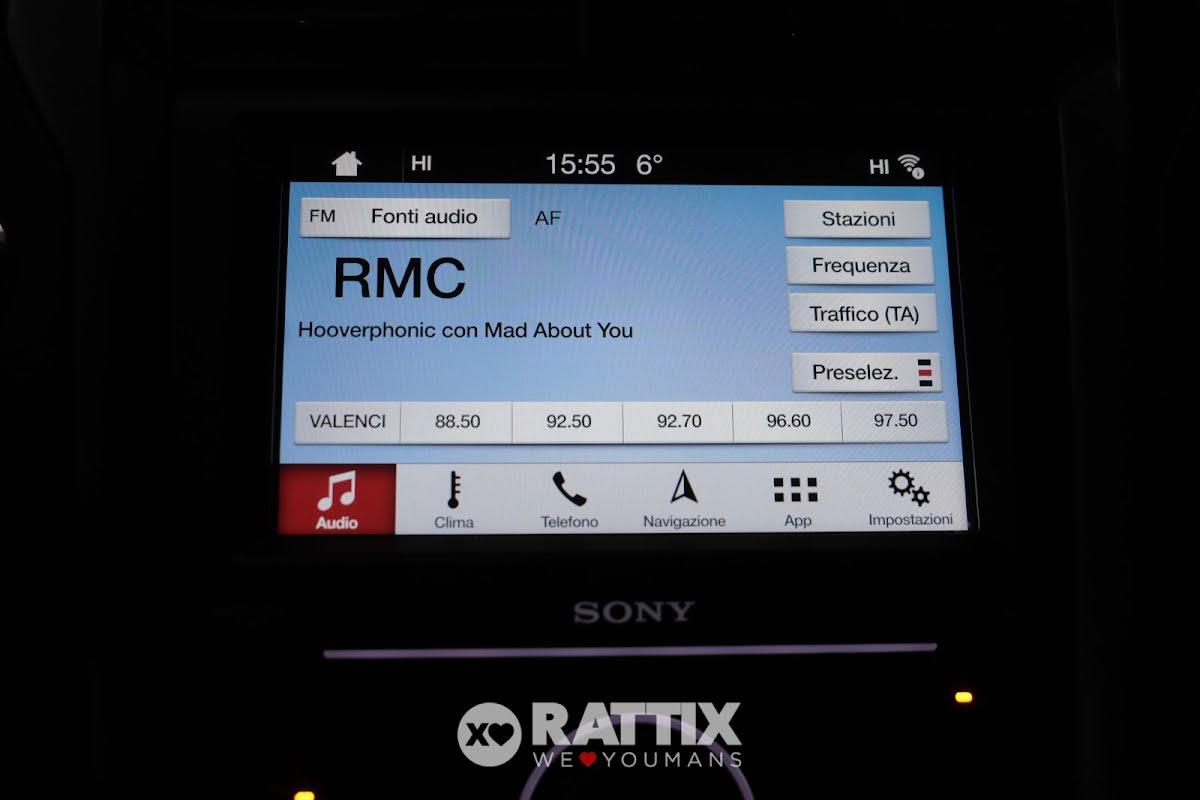 HI 15:55 6° HI
FM Fonti audio AF Stazioni
RMC
Frequenza
Hooverphonic con Mad About You
Traffico (TA)
Preselez.
VALENCI 88.50 92.50 92.70 96.60 97.50
Audio Clima Telefono Navigazione App Impostazioni
SONY
RATTIX
WE YOUMANS